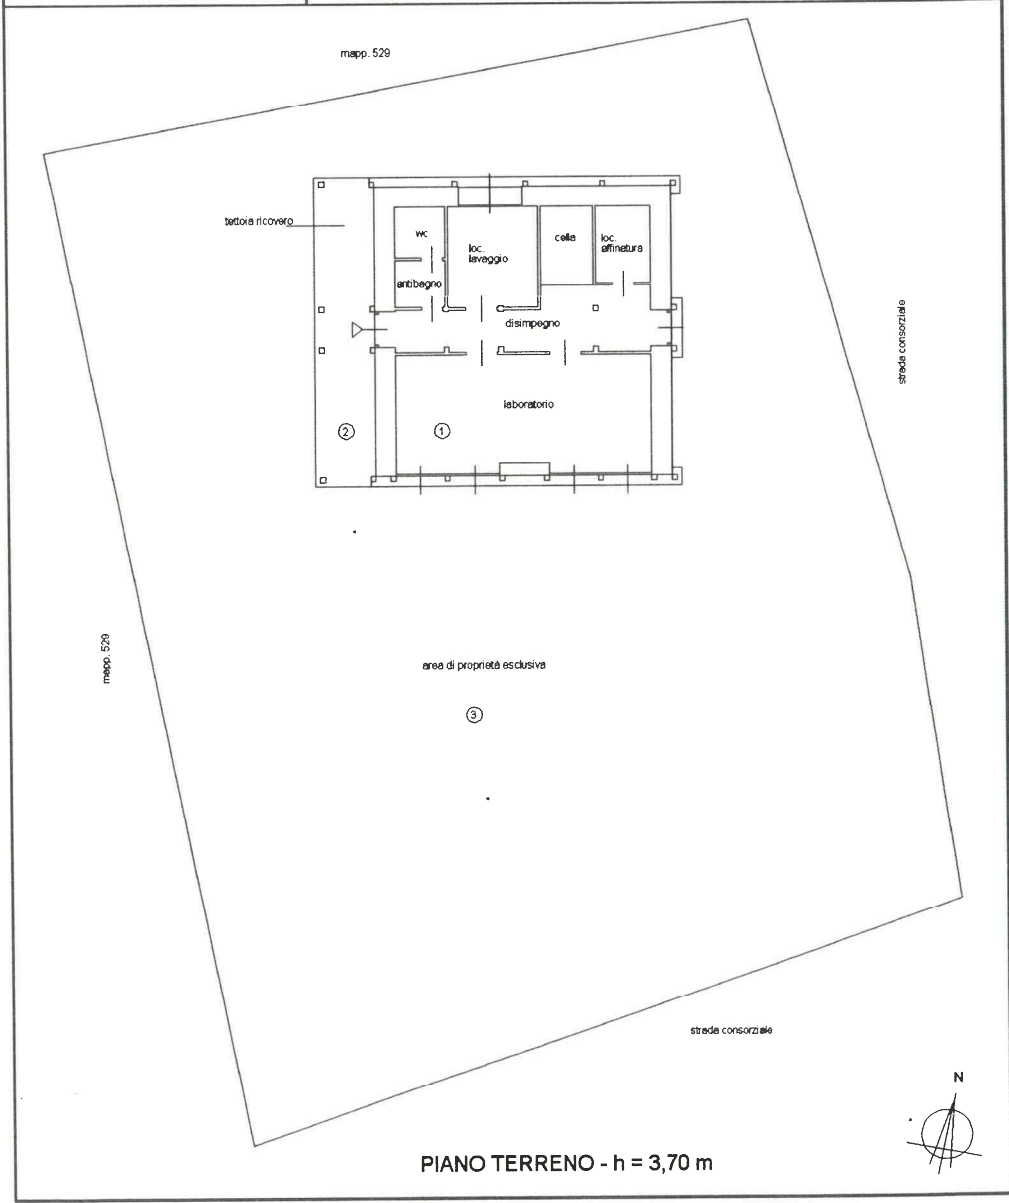 mapp. 529
tettoia ricovero
wc
loc.
lavaggio
cella
loc.
affinatura
antibagno
disimpegno
strada consorziale
laboratorio
2
1
mapp. 529
area di proprietà esclusiva
3
strada consorziale
N
PIANO TERRENO - h = 3,70 m